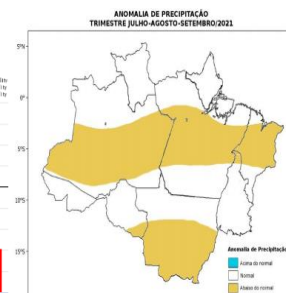 ANOMALIA DE PRECIPITAÇÃO
TRIMESTRE JULHO-AGOSTO-SETEMBRO/2021
5°N
0°
5°S
10°S
15°S
Anomalia de Precipitação
Acima do normal
Normal
Abaixo do normal